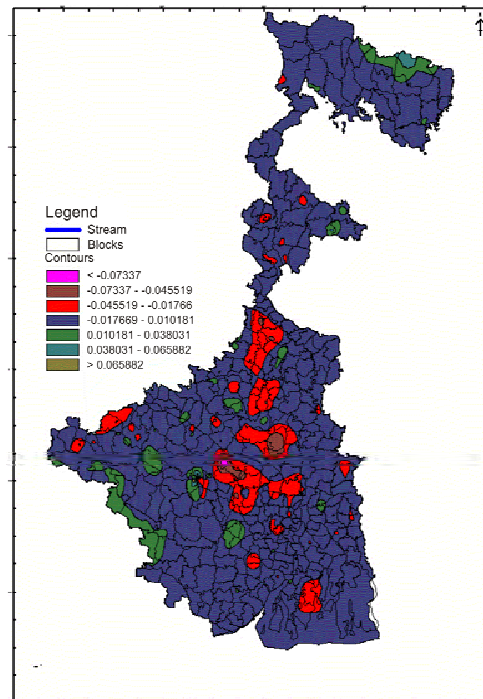 Legend
Stream
Blocks
Contours
< -0.07337
-0.07337 - -0.045519
-0.045519 - -0.01766
-0.017669 - 0.010181
0.010181 - 0.038031
0.038031 - 0.065882
> 0.065882